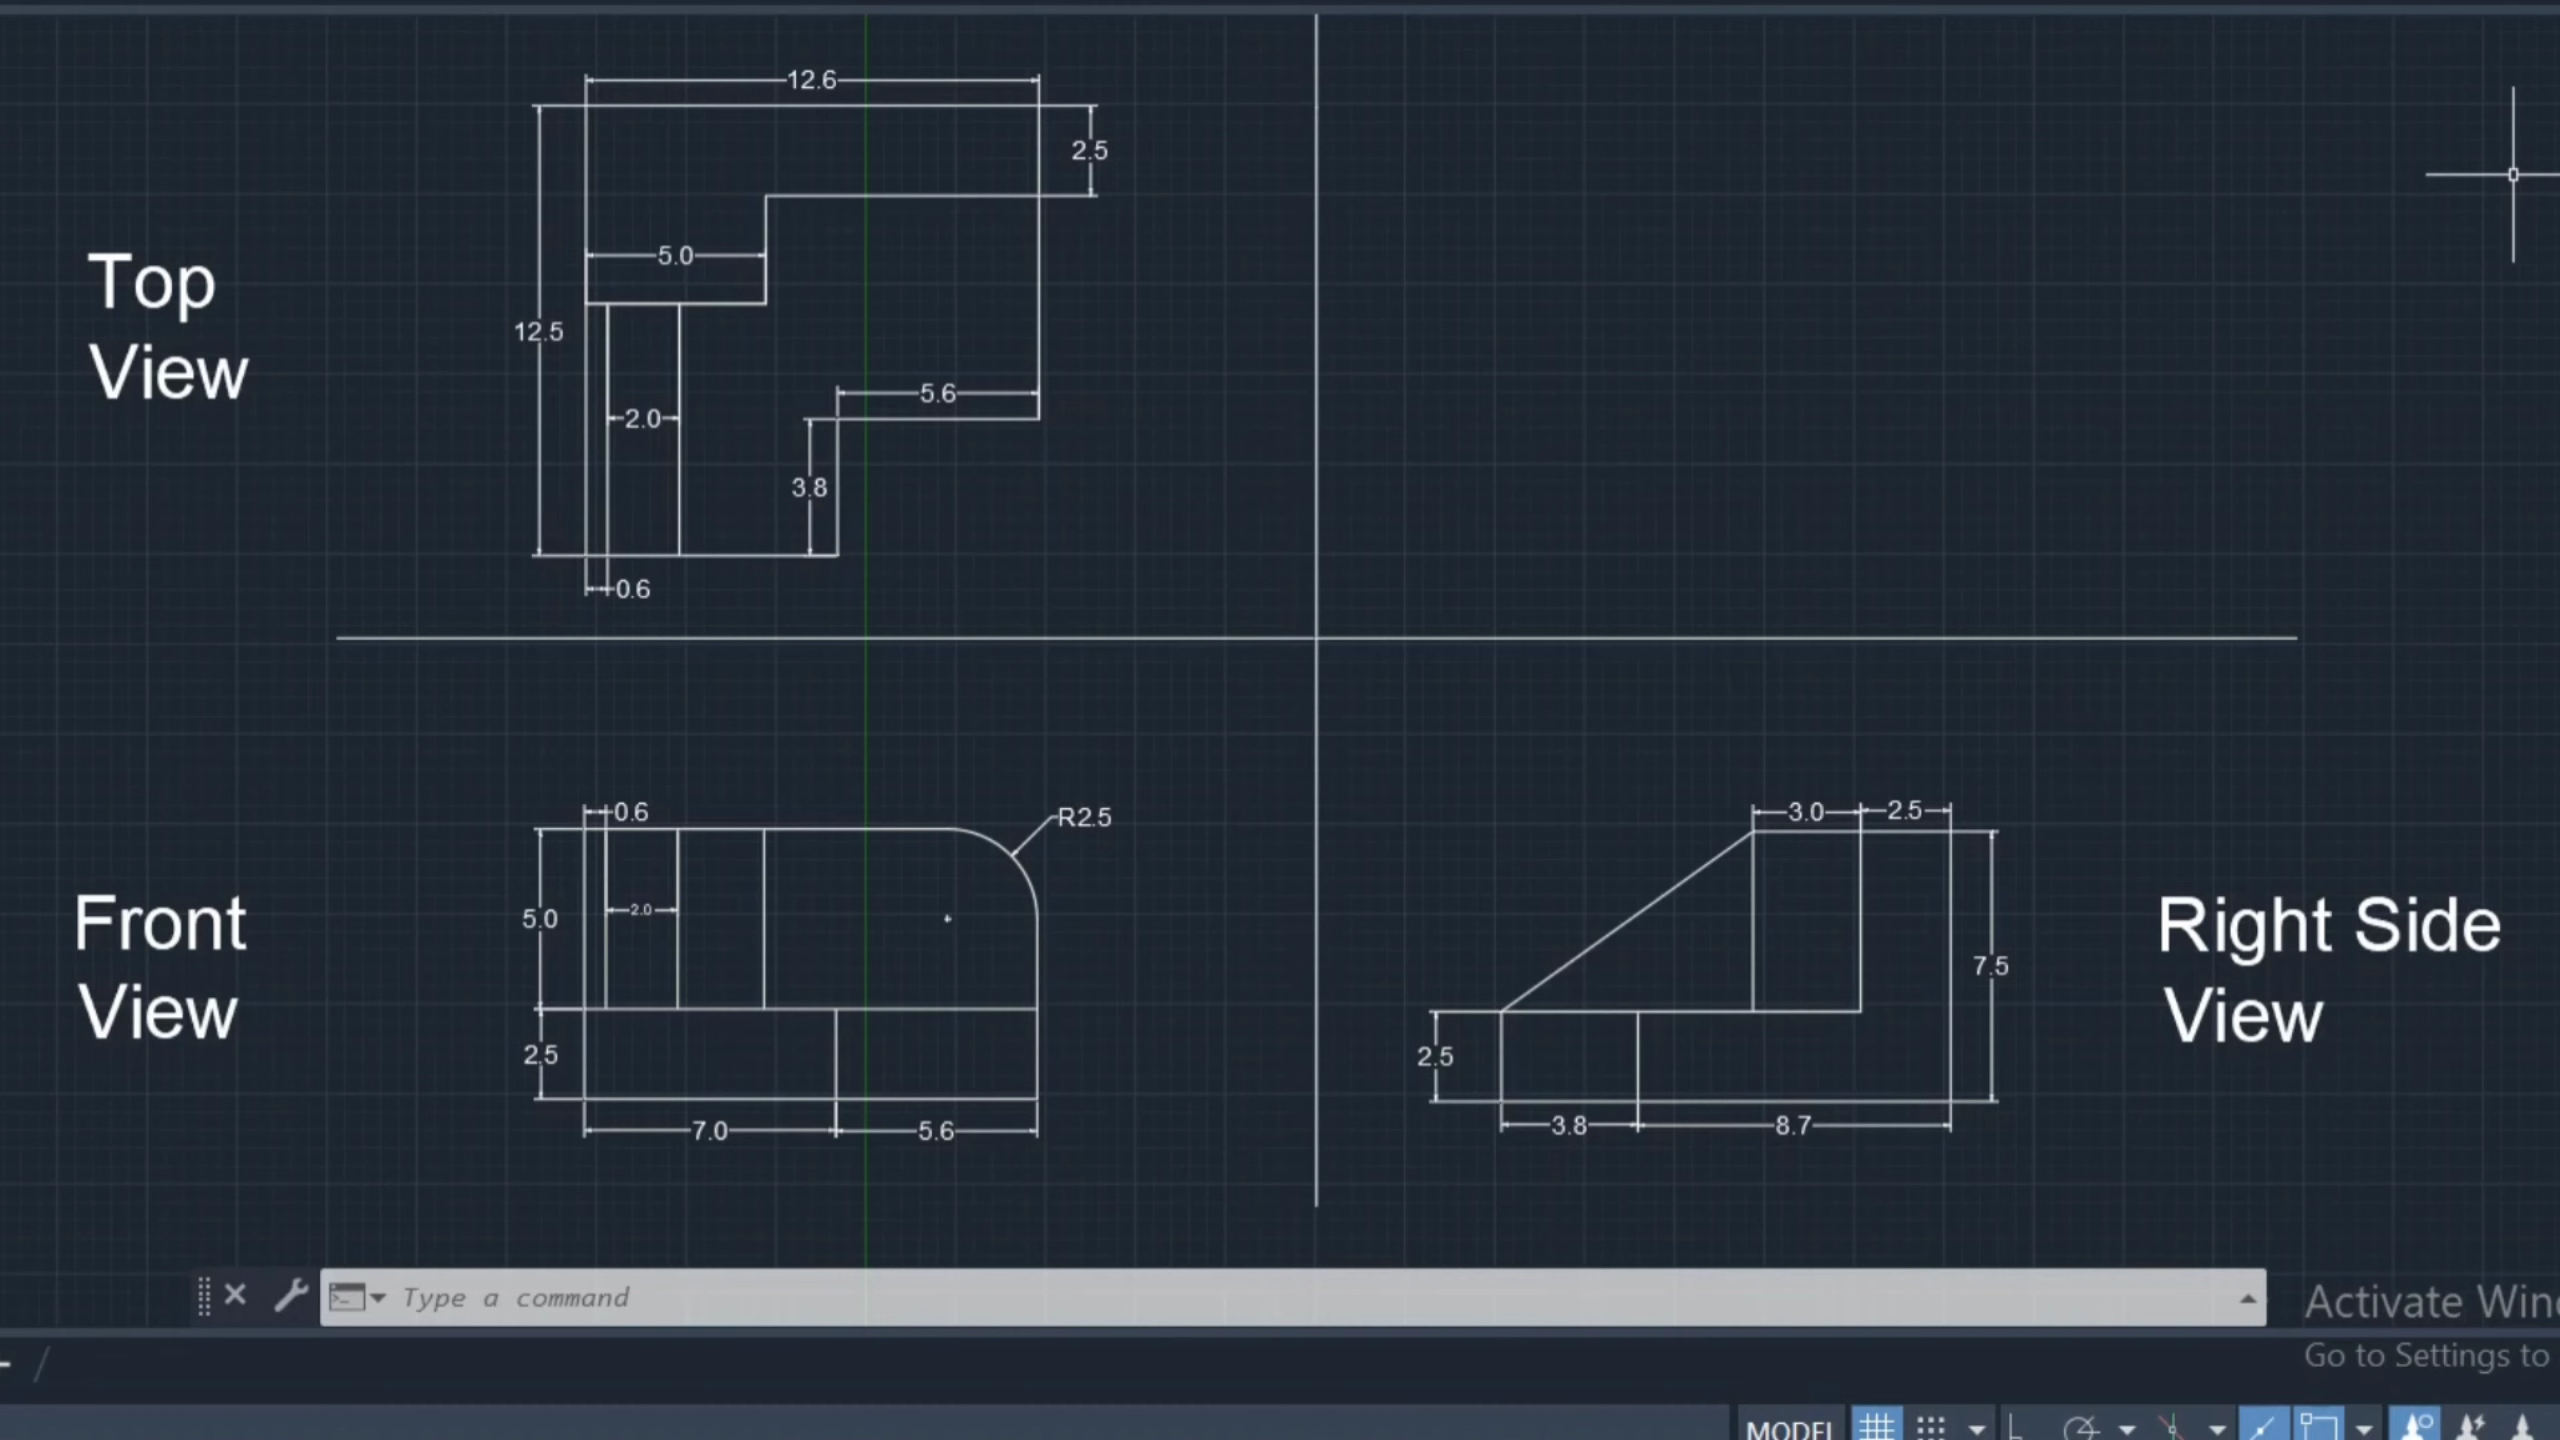 12.6
2.5
5.0
Top
View
12.5
5.6
2.0
3.8
0.6
0.6
R2.5
3.0
2.5
2.0
5.0
Front
View
Right Side
View
7.5
2.5
2.5
7.0
5.6
3.8
8.7
Type a command
Activate Win
Go to Settings to
MODEL